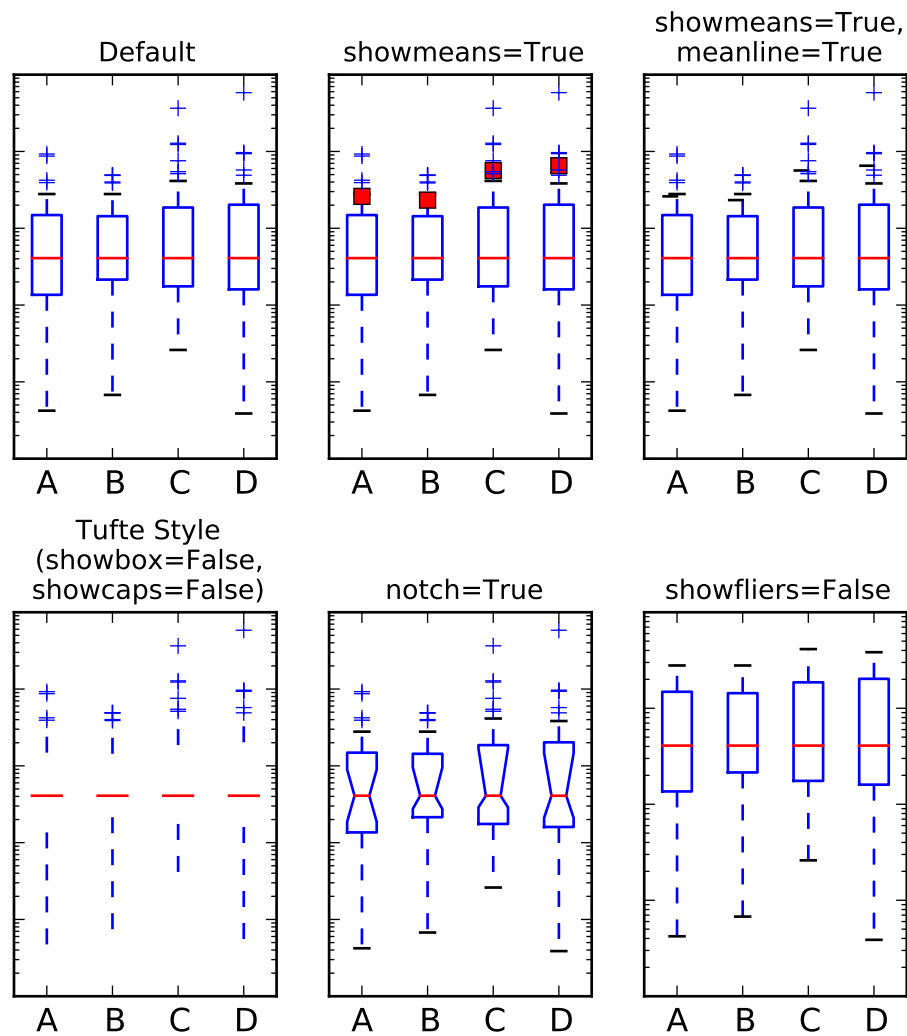 Default
showmeans=True
showmeans=True,
meanline=True
A B C D
A B C D
A B C D
Tufte Style
(showbox=False,
showcaps=False)
notch=True
showfliers=False
A B C D
A B C D
A B C D